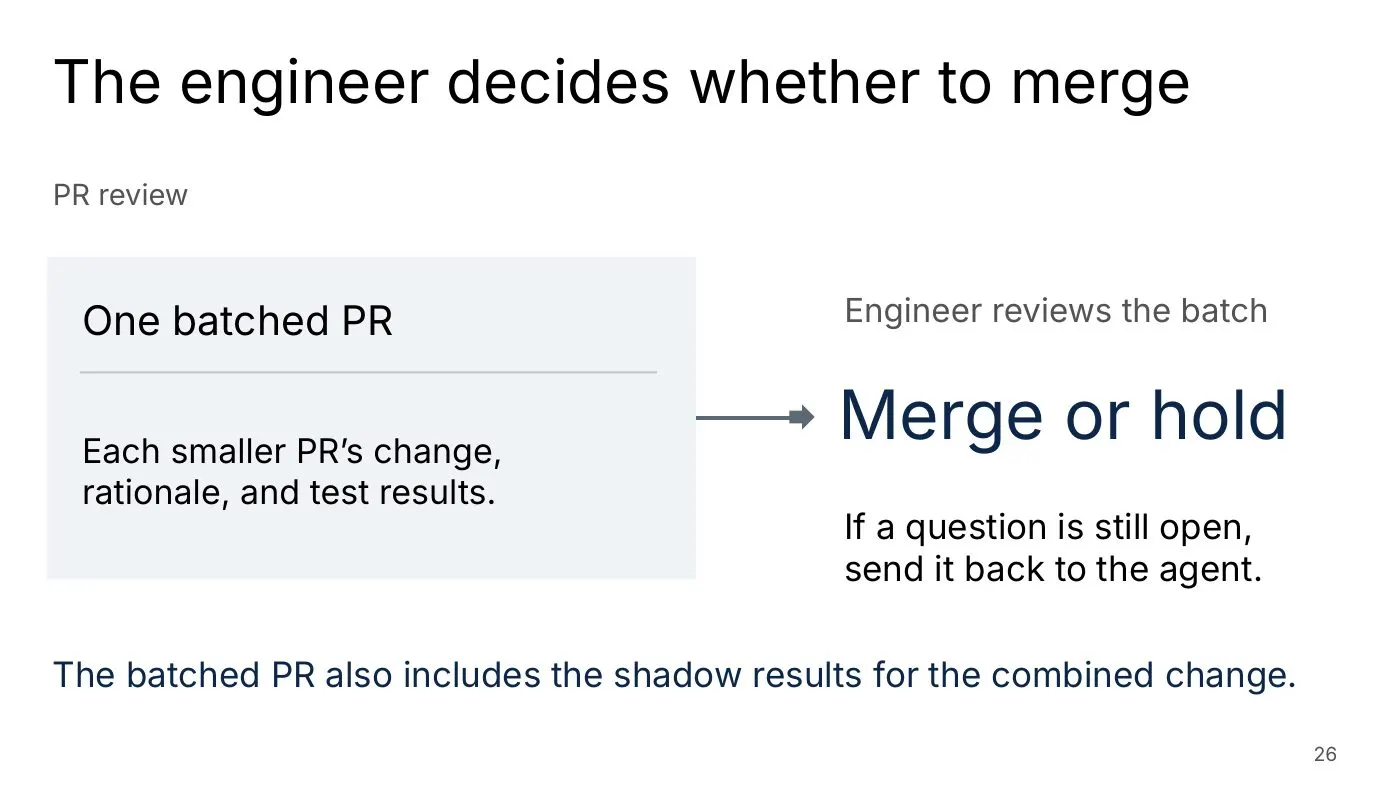 The engineer decides whether to merge
PR review
One batched PR
Each smaller PR’s change,
rationale, and test results.
Engineer reviews the batch
Merge or hold
If a question is still open,
send it back to the agent.
The batched PR also includes the shadow results for the combined change.
26